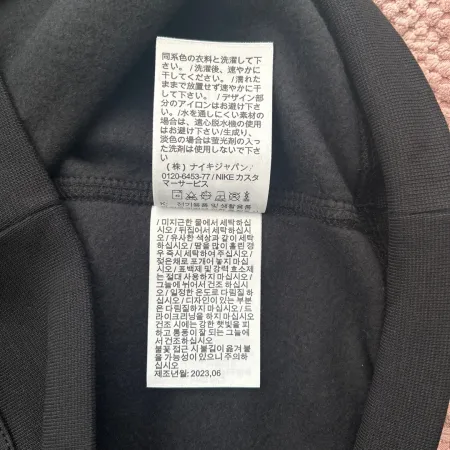 同系色の衣料と洗濯して下
さい。/洗濯後、速やかに
干してください。/濡れた
ままで放置せず速やかに干
して下さい。/デザイン部
分のアイロンはお避け下さ
い。/水を通しにくい素材の
場合は、遠心脱水機の使用
はお避け下さい/生成り、
淡色の場合は蛍光剤の入っ
た洗剤は使用しないで下さ
い
(株)ナイキジャパン/
0120-6453-77/NIKE カスタ
マーサービス
/미지근한 물에서 세탁하십
시오/뒤집어서 세탁하십시
오/유사한 색상과 같이 세탁
하십시오/땀을 많이 흘린 경
우 즉시 세탁하여 주십시오/
젖은채로 포개어 놓지 마십
시오/표백제 및 강력 효소제
는 절대 사용하지 마십시오/
그늘에 뉘어서 건조 하십시
오/일정한 온도로 다림질 하
십시오/디자인이 있는 부분
은 다림질 하지 마십시오/드
라이크리닝을 하지 마십시오
건조 시에는 강한 햇빛을 피
하고 통풍이 잘 되는 그늘에
서 건조 하십시오
불꽃 접근 시 불길이 옮겨 붙
을 가능성이 있으니 주의하
십시오
제조년월: 2023,06